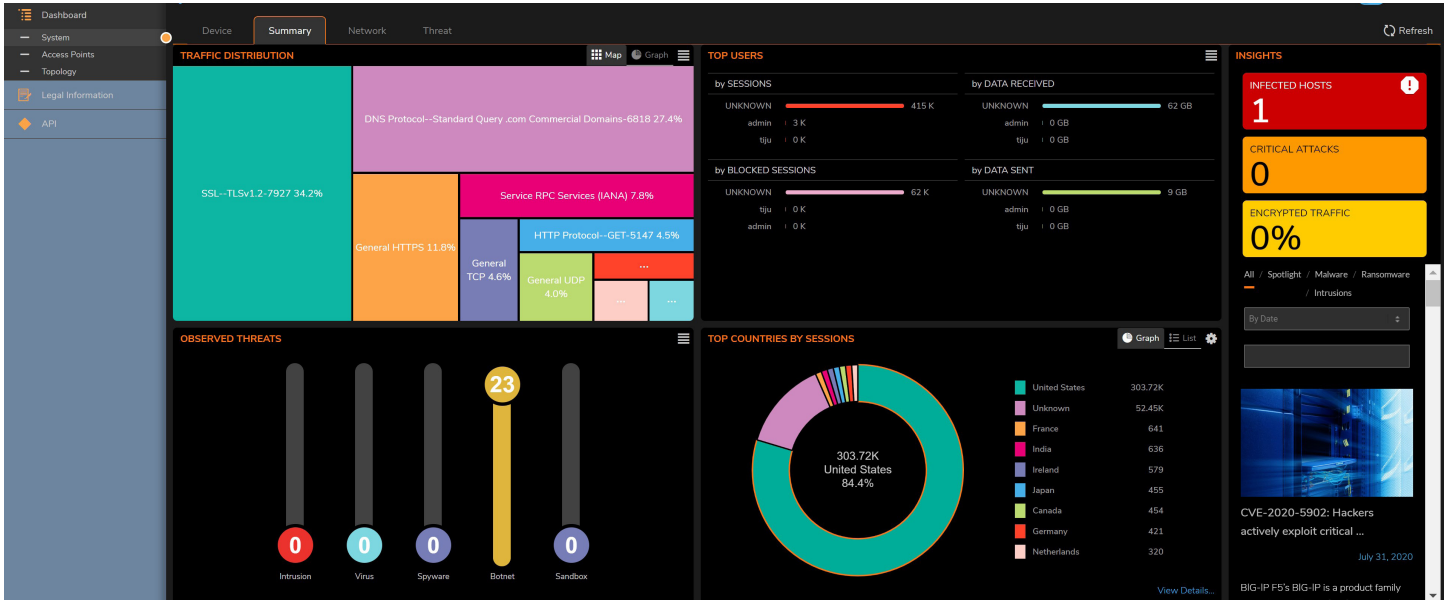 Dashboard
System
Access Points
Topology
Legal Information
API
Device
Summary
Network
Threat
Refresh
TRAFFIC DISTRIBUTION
Map
Graph
SSL--TLSv1.2-7927 34.2%
DNS Protocol--Standard Query .com Commercial Domains-6818 27.4%
General HTTPS 11.8%
Service RPC Services (IANA) 7.8%
General
TCP 4.6%
HTTP Protocol--GET-5147 4.5%
General UDP
4.0%
...
...
...
TOP USERS
by SESSIONS
UNKNOWN 415 K
admin 3 K
tiju 0 K
by DATA RECEIVED
UNKNOWN 62 GB
admin 0 GB
tiju 0 GB
by BLOCKED SESSIONS
UNKNOWN 62 K
tiju 0 K
admin 0 K
by DATA SENT
UNKNOWN 9 GB
admin 0 GB
tiju 0 GB
OBSERVED THREATS
0
0
0
23
0
Intrusion
Virus
Spyware
Botnet
Sandbox
TOP COUNTRIES BY SESSIONS
Graph
List
303.72K
United States
84.4%
United States 303.72K
Unknown 52.45K
France 641
India 636
Ireland 579
Japan 455
Canada 454
Germany 421
Netherlands 320
View Details...
INSIGHTS
INFECTED HOSTS
1
CRITICAL ATTACKS
0
ENCRYPTED TRAFFIC
0%
All / Spotlight / Malware / Ransomware
/ Intrusions
By Date
CVE-2020-5902: Hackers
actively exploit critical ...
July 31, 2020
BIG-IP F5's BIG-IP is a product family